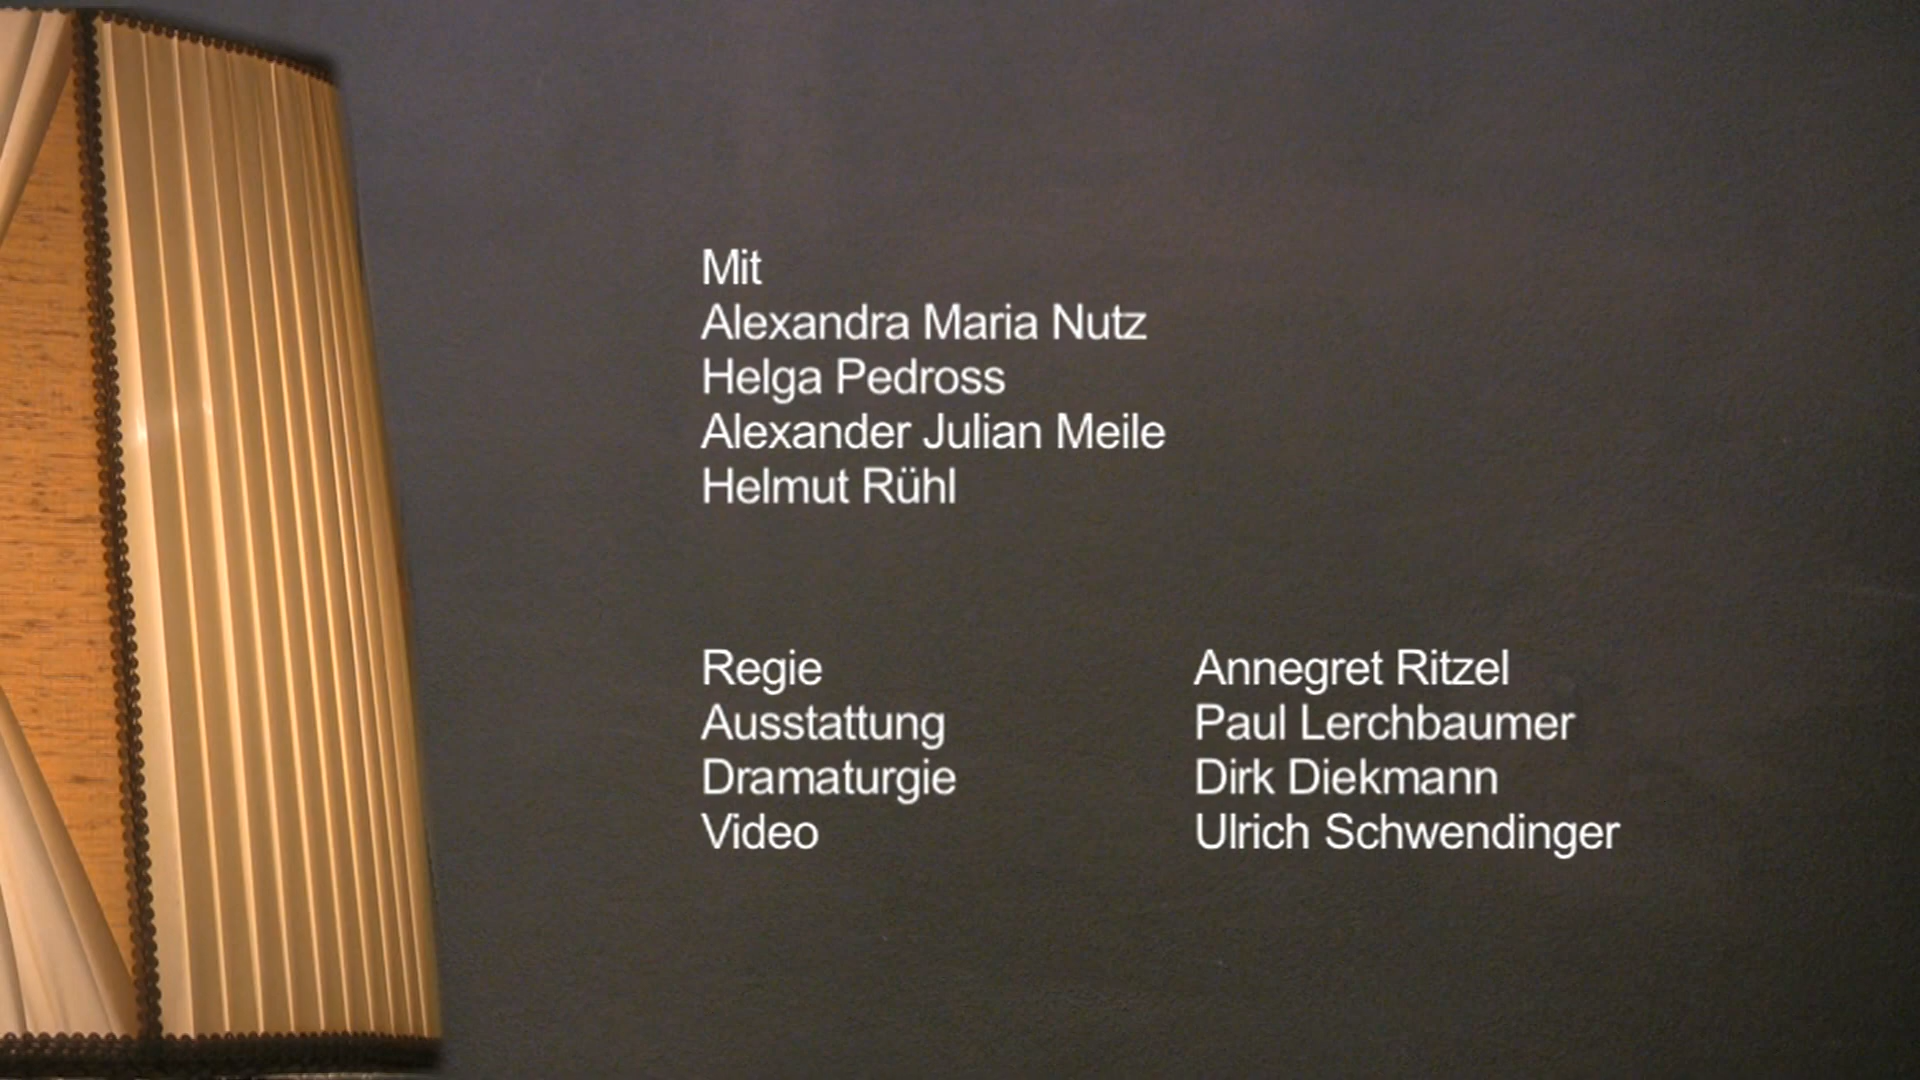 Mit
Alexandra Maria Nutz
Helga Pedross
Alexander Julian Meile
Helmut Rühl
Regie Annegret Ritzel
Ausstattung Paul Lerchbaumer
Dramaturgie Dirk Diekmann
Video Ulrich Schwendinger